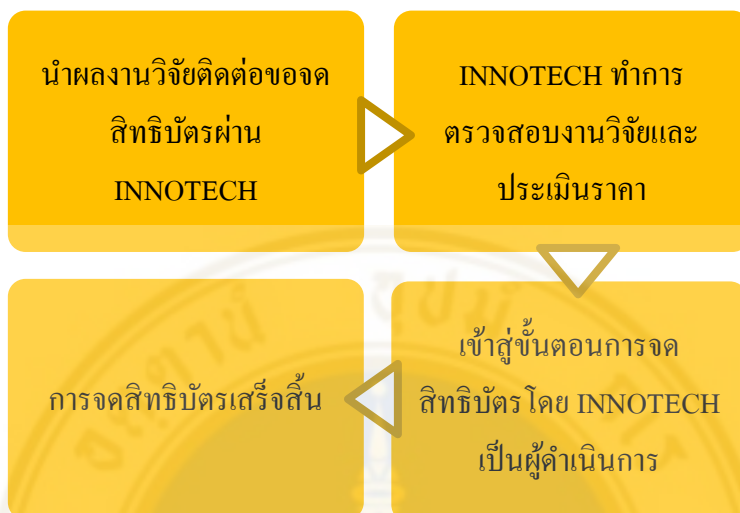 นำผลงานวิจัยติดต่อขอจด
สิทธิบัตรผ่าน
INNOTECH
INNOTECH ทำการ
ตรวจสอบงานวิจัยและ
ประเมินราคา
เข้าสู่ขั้นตอนการจด
สิทธิบัตรโดย INNOTECH
เป็นผู้ดำเนินการ
การจดสิทธิบัตรเสร็จสิ้น